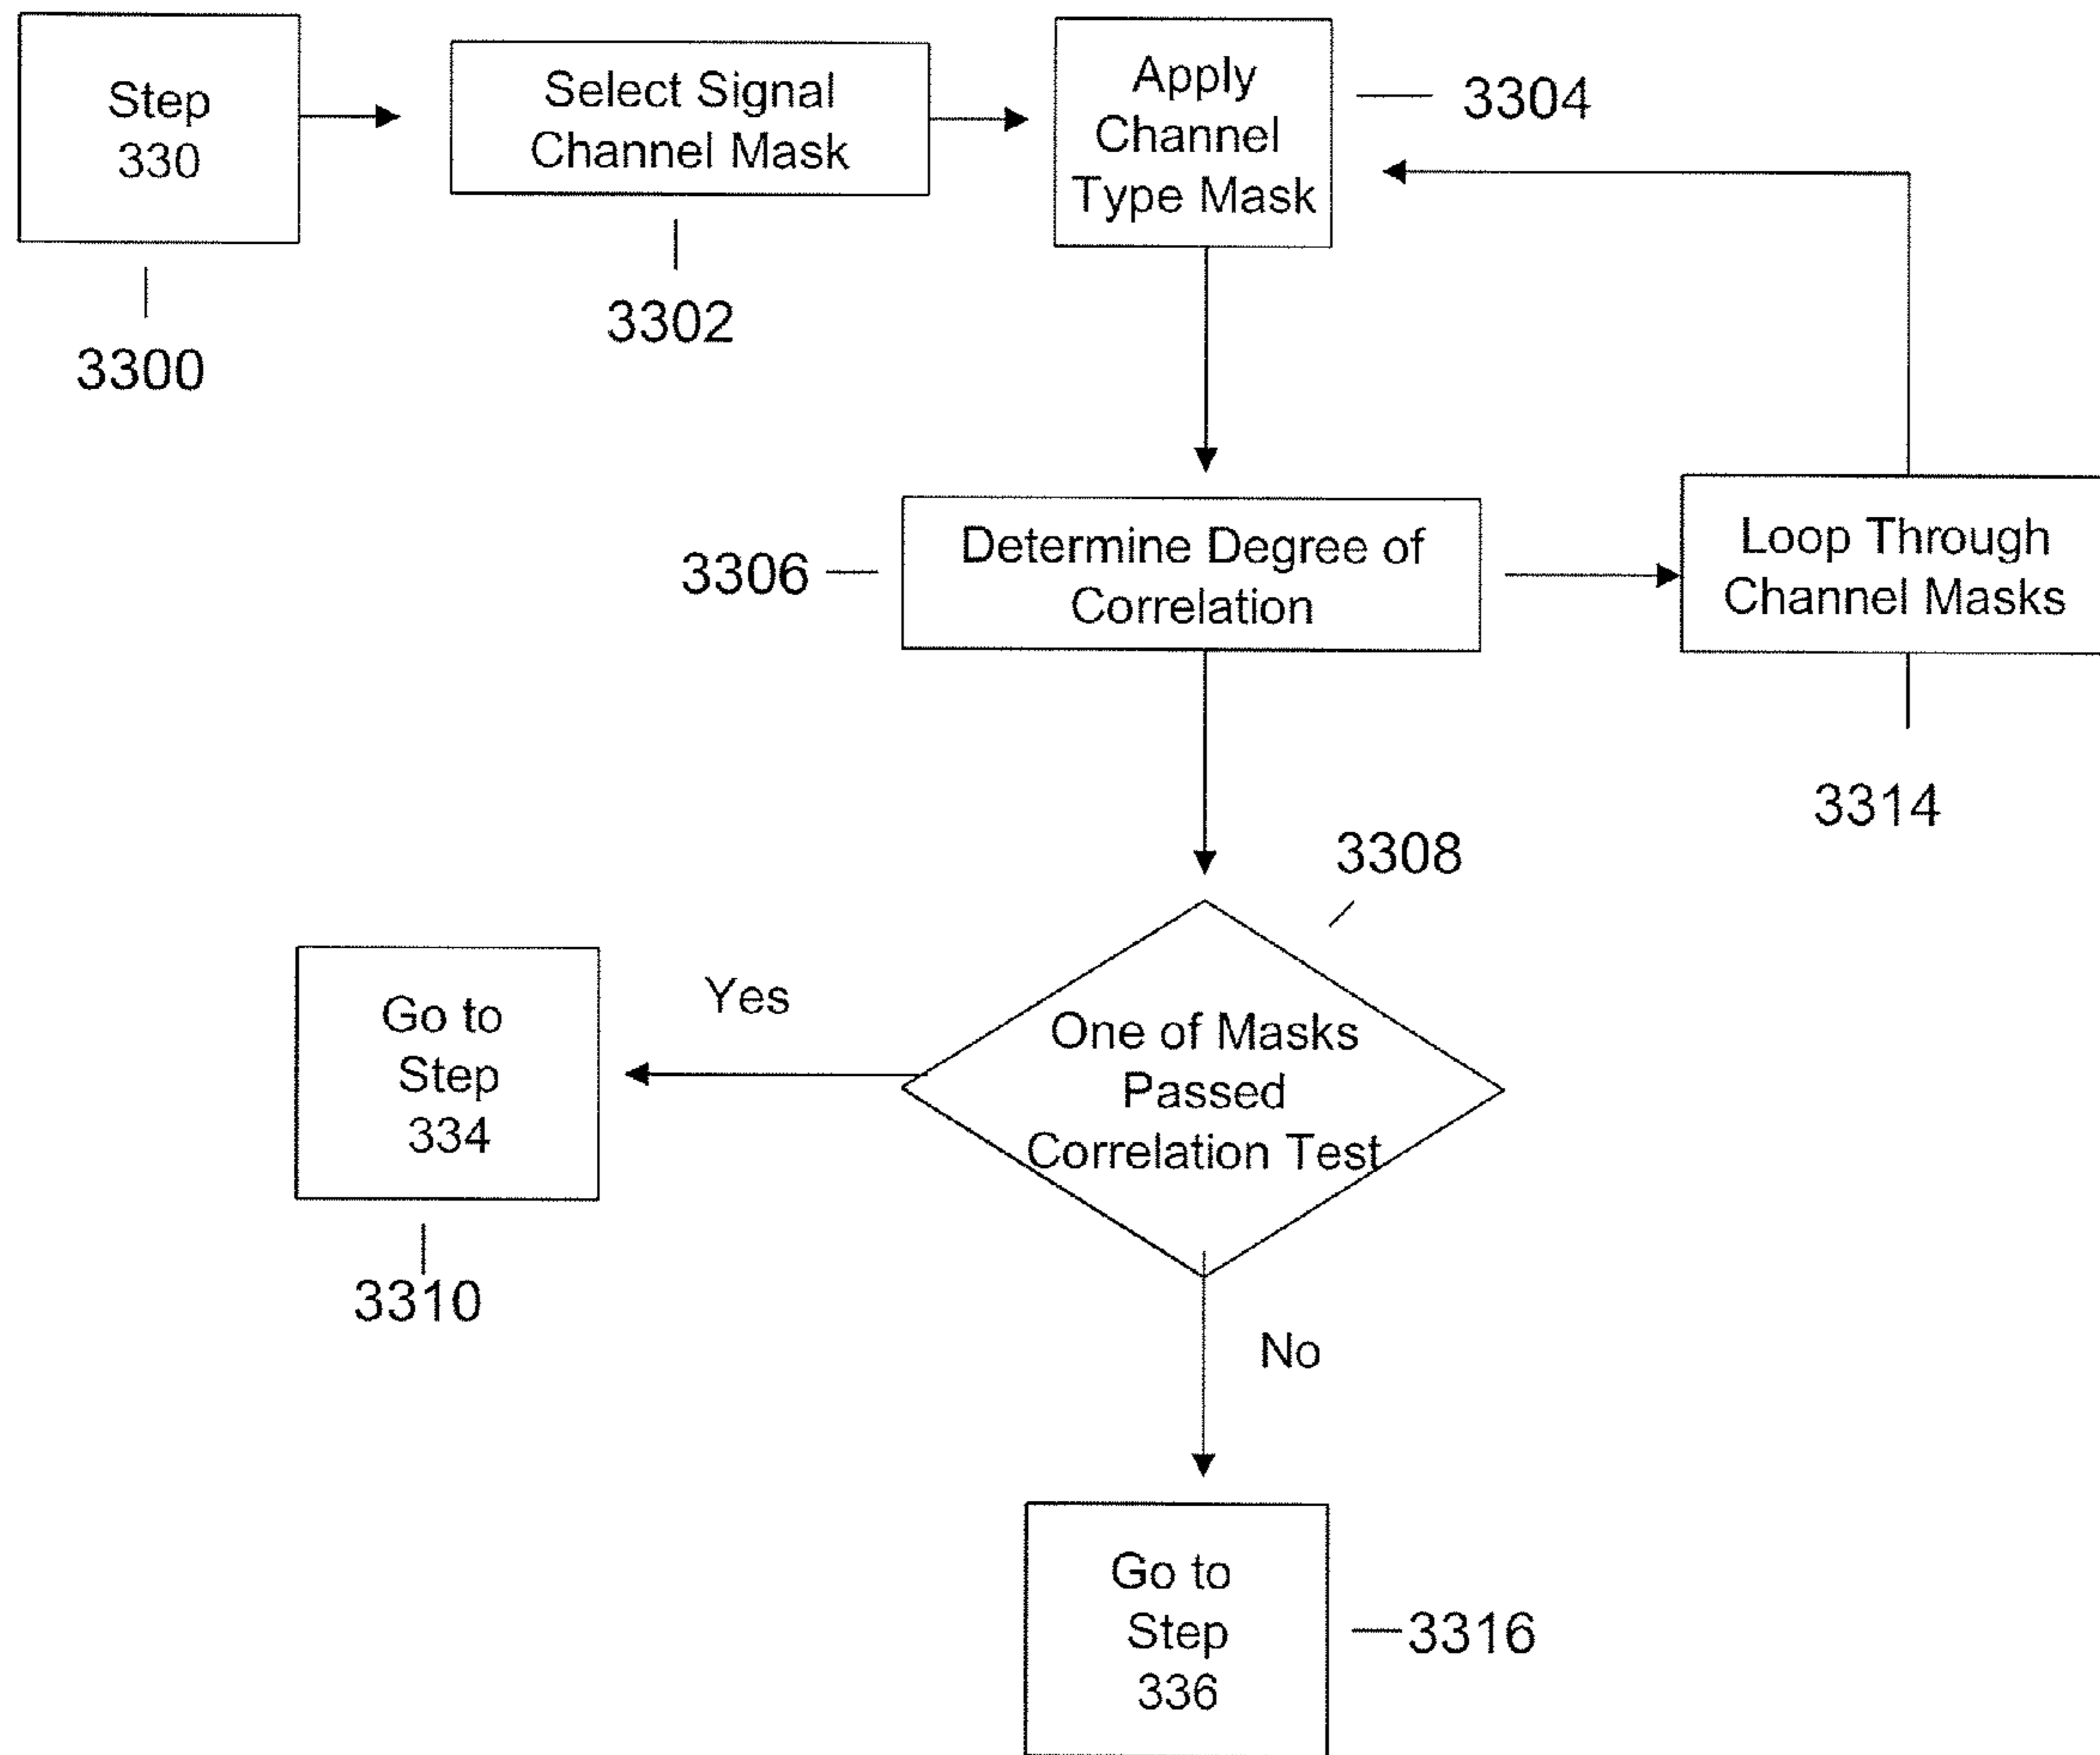 Step
330
3300
Select Signal
Channel Mask
3302
Apply
Channel
Type Mask
3304
Determine Degree of
Correlation
3306
Loop Through
Channel Masks
3314
3308
One of Masks
Passed
Correlation Test
Yes
Go to
Step
334
3310
No
Go to
Step
336
3316